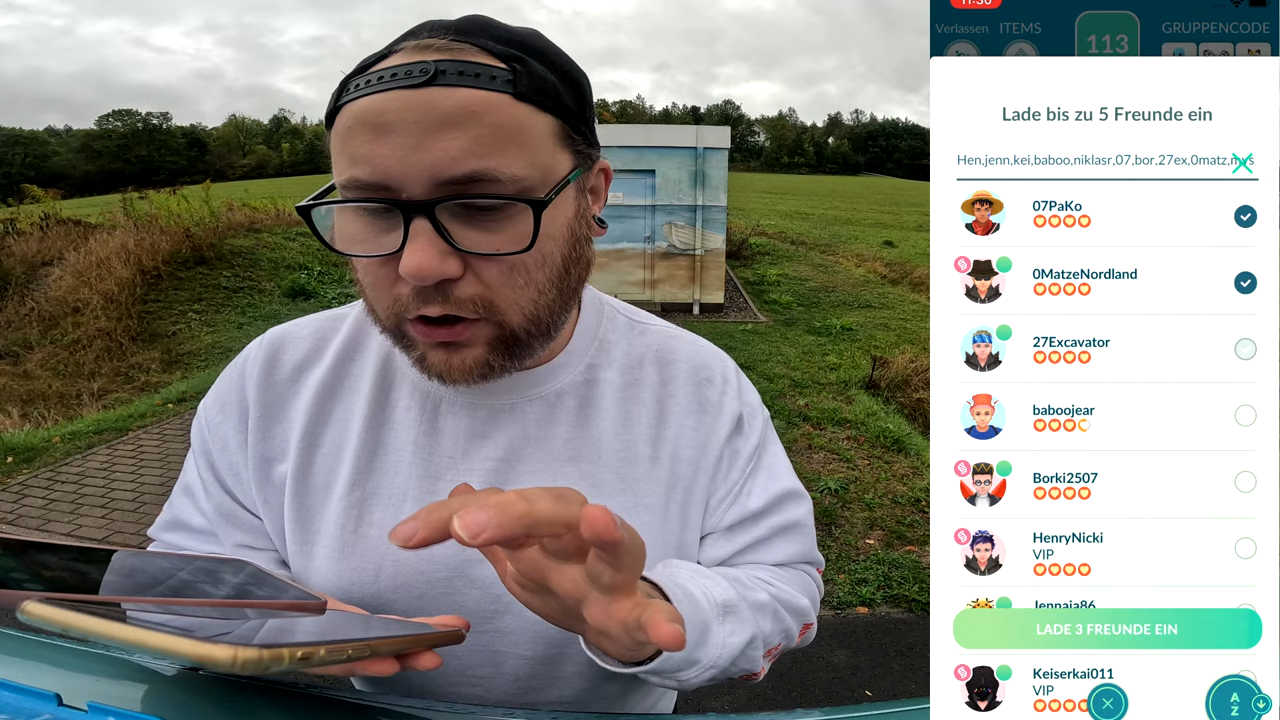 11:30
Verlassen ITEMS 113 GRUPPENCODE
Lade bis zu 5 Freunde ein
Hen,jenn,kei,baboo,niklasr,07,bor,27ex,0matz,
07PaKo
0MatzeNordland
27Excavator
baboojear
Borki2507
HenryNicki
VIP
Jennaja86
LADE 3 FREUNDE EIN
Keiserkai011
VIP
A
Z